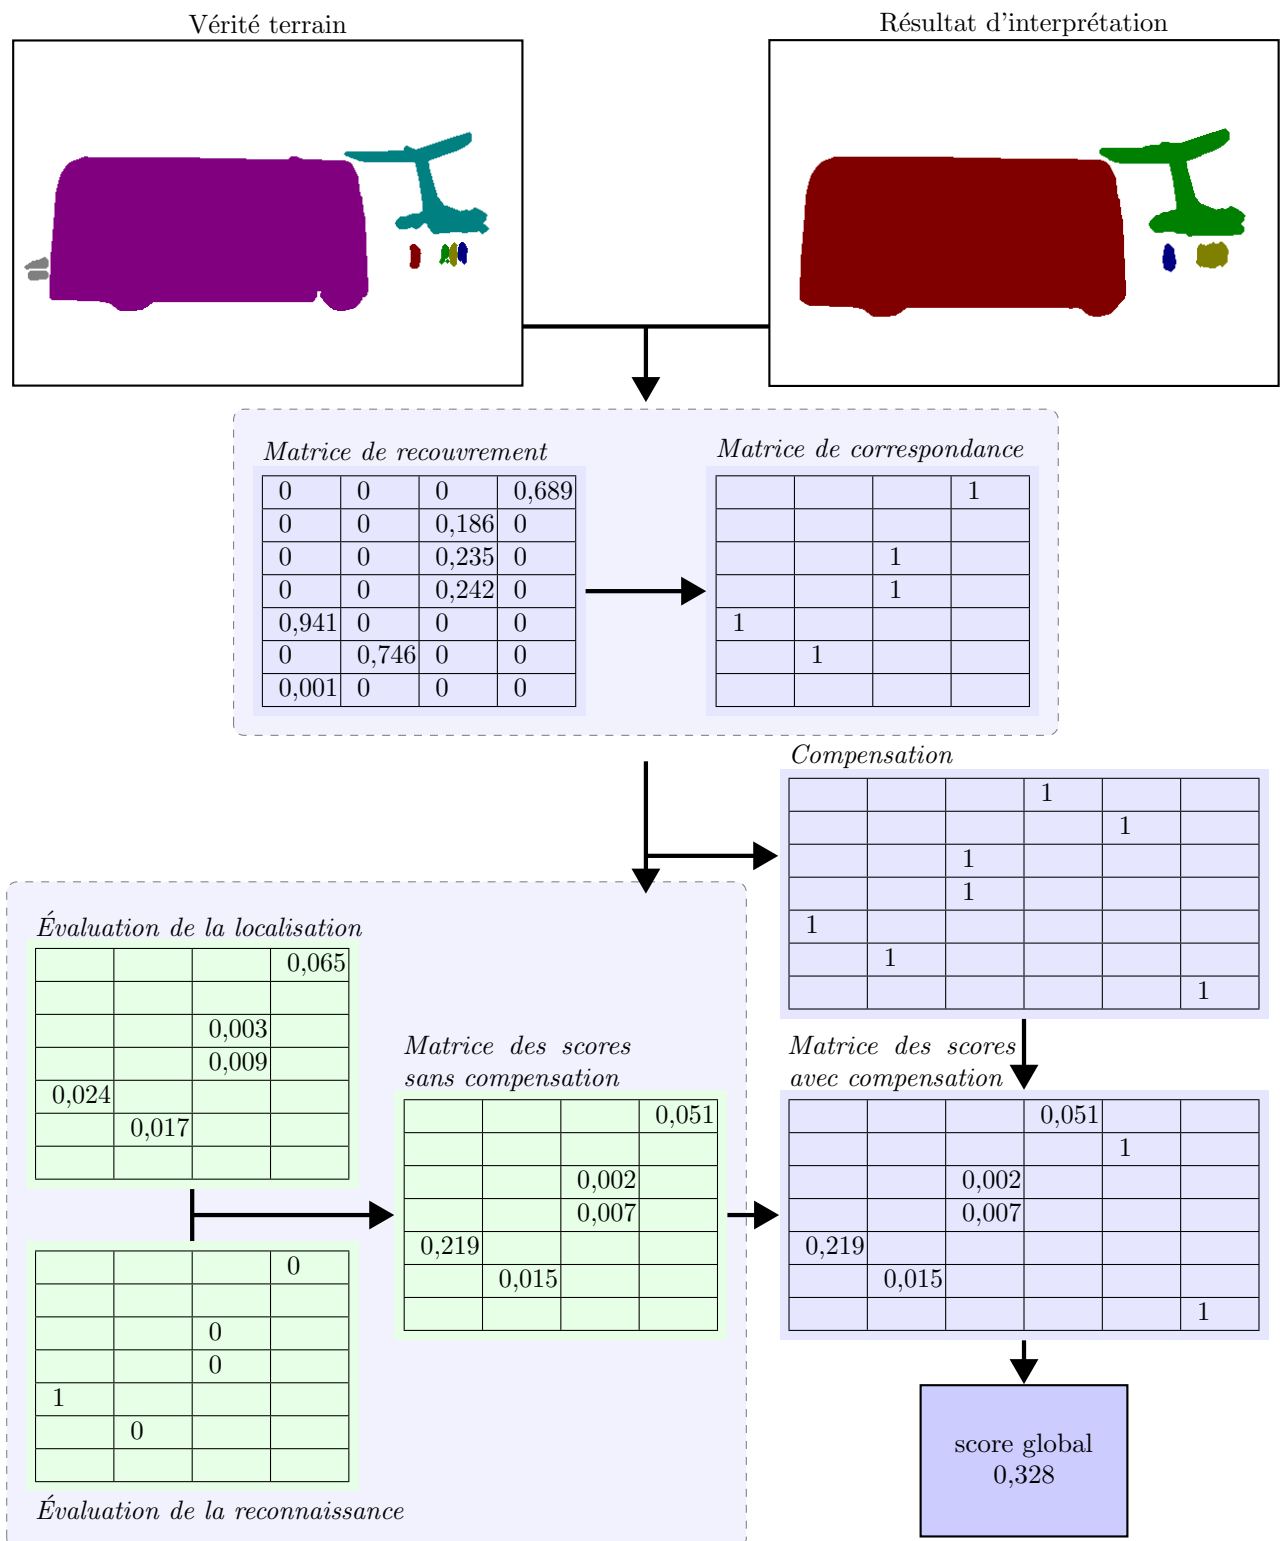 Vérité terrain
Résultat d'interprétation
Matrice de recouvrement
0 0 0 0,689
0 0 0,186 0
0 0 0,235 0
0 0 0,242 0
0,941 0 0 0
0 0,746 0 0
0,001 0 0 0
Matrice de correspondance
1
1
1
1
1
Compensation
1
1
1
1
1
1
1
Évaluation de la localisation
0,065
0,003
0,009
0,024
0,017
Matrice des scores
sans compensation
0,051
0,002
0,007
0,219
0,015
Matrice des scores
avec compensation
0,051
1
0,002
0,007
0,219
0,015
1
0
0
0
1
0
Évaluation de la reconnaissance
score global
0,328